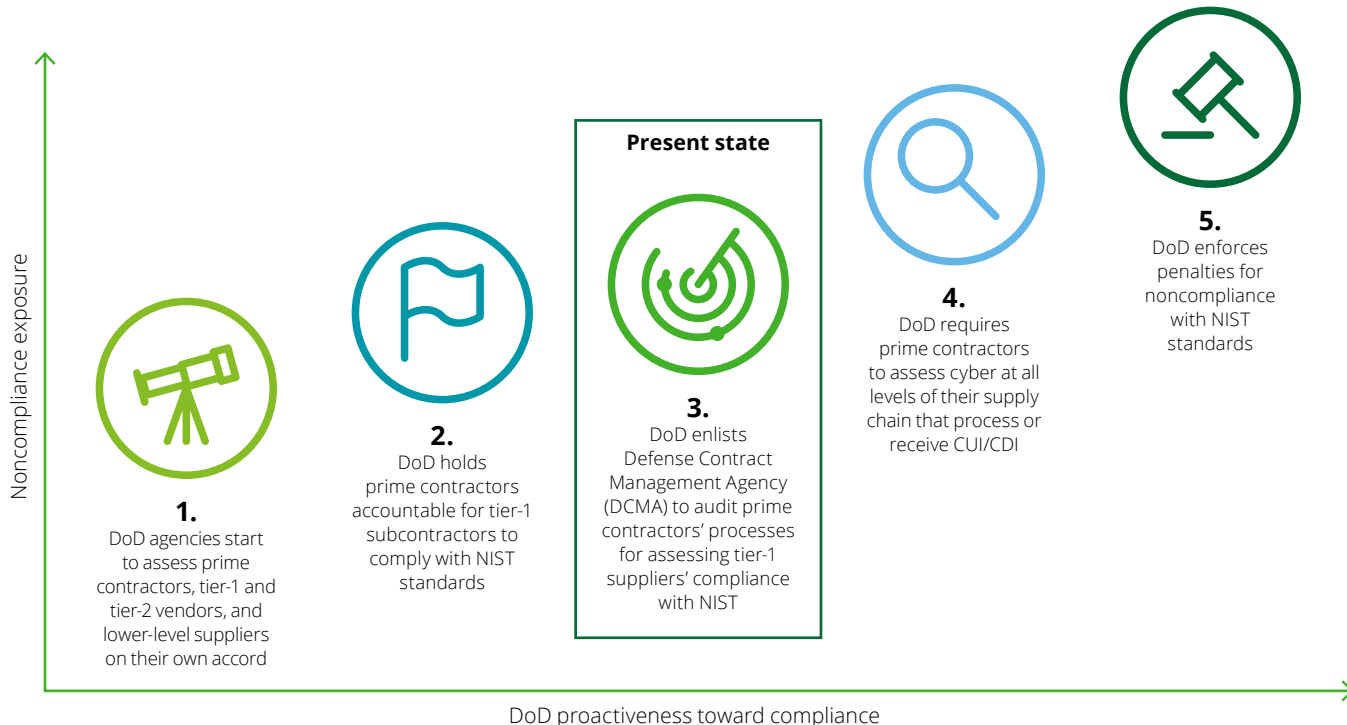 Noncompliance exposure
1.
DoD agencies start
to assess prime
contractors, tier-1 and
tier-2 vendors, and
lower-level suppliers
on their own accord
2.
DoD holds
prime contractors
accountable for tier-1
subcontractors to
comply with NIST
standards
Present state
3.
DoD enlists
Defense Contract
Management Agency
(DCMA) to audit prime
contractors’ processes
for assessing tier-1
suppliers’ compliance
with NIST
4.
DoD requires
prime contractors
to assess cyber at all
levels of their supply
chain that process or
receive CUI/CDI
5.
DoD enforces
penalties for
noncompliance
with NIST
standards
DoD proactiveness toward compliance